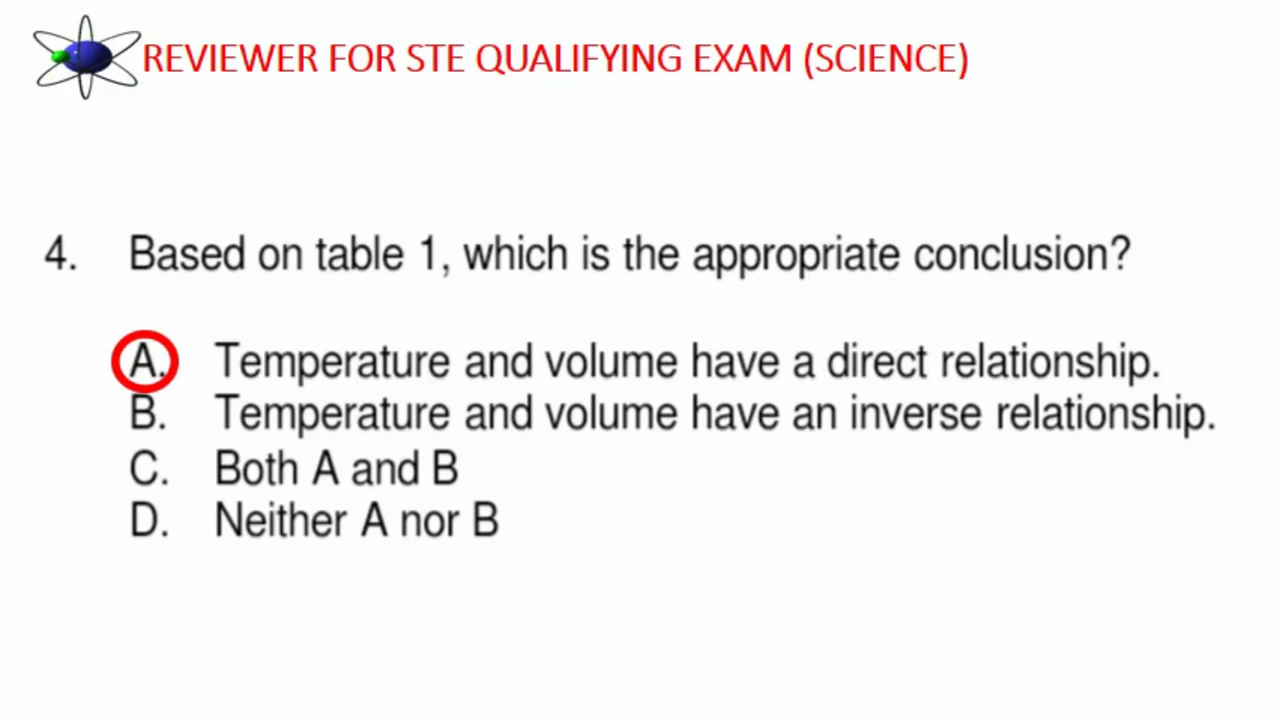 REVIEWER FOR STE QUALIFYING EXAM (SCIENCE)
4. Based on table 1, which is the appropriate conclusion?
A. Temperature and volume have a direct relationship.
B. Temperature and volume have an inverse relationship.
C. Both A and B
D. Neither A nor B